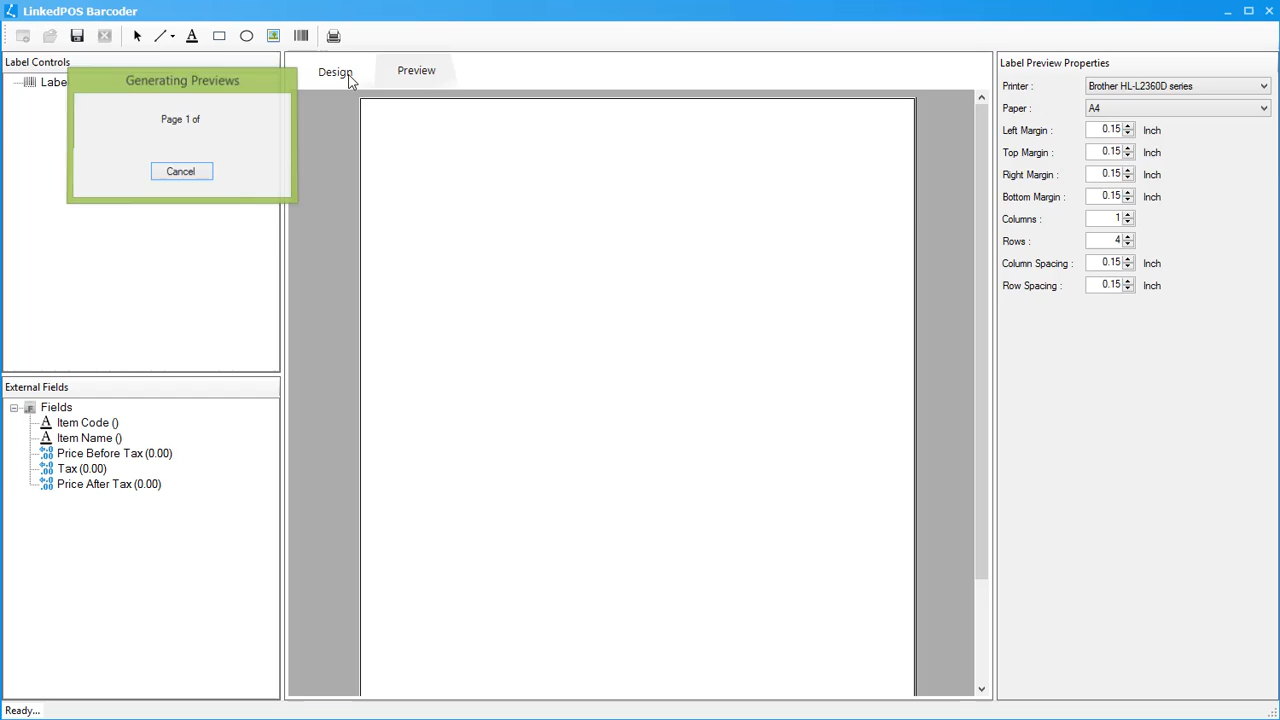 LinkedPOS Barcoder
A
Label Controls
Labe
Generating Previews
Page 1 of
Cancel
Design
Preview
Label Preview Properties
Printer : Brother HL-L2360D series
Paper : A4
Left Margin : 0.15 Inch
Top Margin : 0.15 Inch
Right Margin : 0.15 Inch
Bottom Margin : 0.15 Inch
Columns : 1
Rows : 4
Column Spacing : 0.15 Inch
Row Spacing : 0.15 Inch
External Fields
Fields
A Item Code ()
A Item Name ()
Price Before Tax (0.00)
Tax (0.00)
Price After Tax (0.00)
Ready...